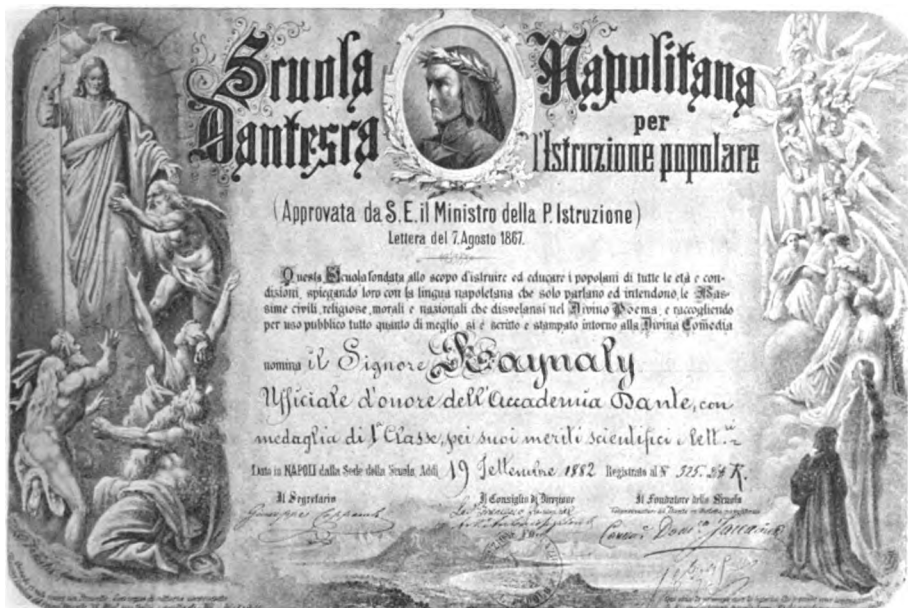 Scuola Napolitana
Dantesca per l'Istruzione popolare
(Approvata da S. E. il Ministro della P. Istruzione)
Lettera del 7. Agosto 1867.
Questa Scuola fondata allo scopo d'istruire ed educare i popolani di tutte le età e con-
dizioni, spiegando loro con la lingua napoletana che solo parlano ed intendono, le Mas-
sime civili, religiose, morali e nazionali che disvelansi nel Divino Poema; e raccogliendo
per uso pubblico tutto quanto di meglio si è scritto e stampato intorno alla Divina Comedia
nomina il Signore Haynaly
Ufficiale d'onore dell'Accademia Dante, con
medaglia di 1ª Classe, pei suoi meriti scientifici e lett.
Dato in NAPOLI dalla Sede della Scuola, Addì 19 Settembre 1882 Registrato al N° 525.
Il Segretario Il Consiglio di Direzione Il Fondatore della Scuola
Giuseppe